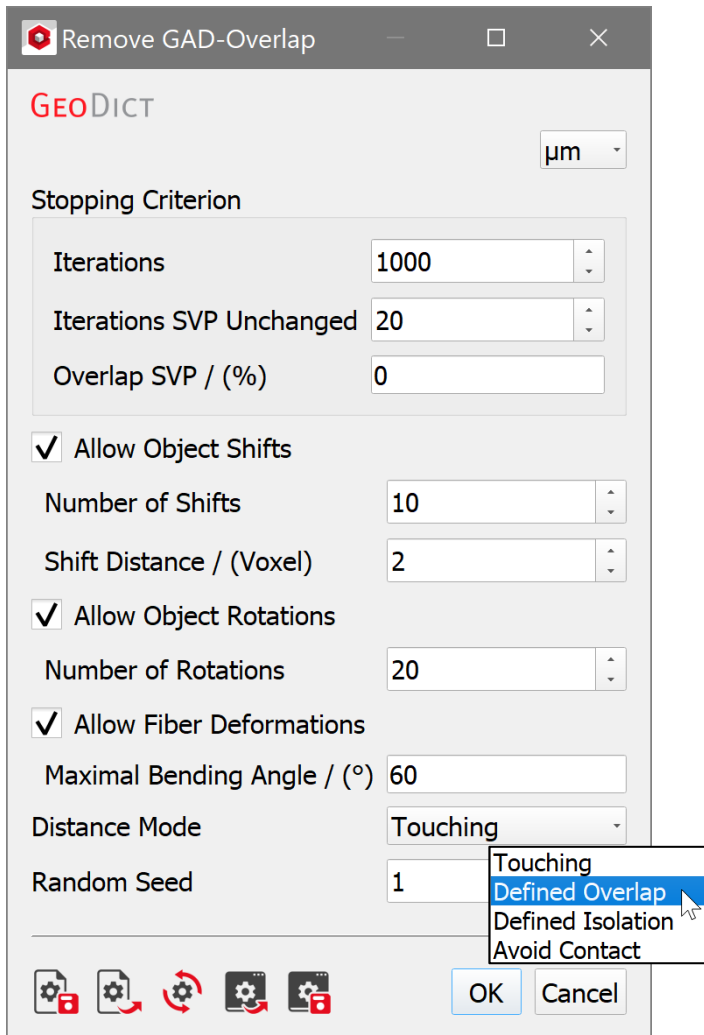 Remove GAD-Overlap
GEODICT
µm
Stopping Criterion
Iterations 1000
Iterations SVP Unchanged 20
Overlap SVP / (%) 0
Allow Object Shifts
Number of Shifts 10
Shift Distance / (Voxel) 2
Allow Object Rotations
Number of Rotations 20
Allow Fiber Deformations
Maximal Bending Angle / (°) 60
Distance Mode Touching
Touching
Random Seed 1
Defined Overlap
Defined Isolation
Avoid Contact
OK Cancel